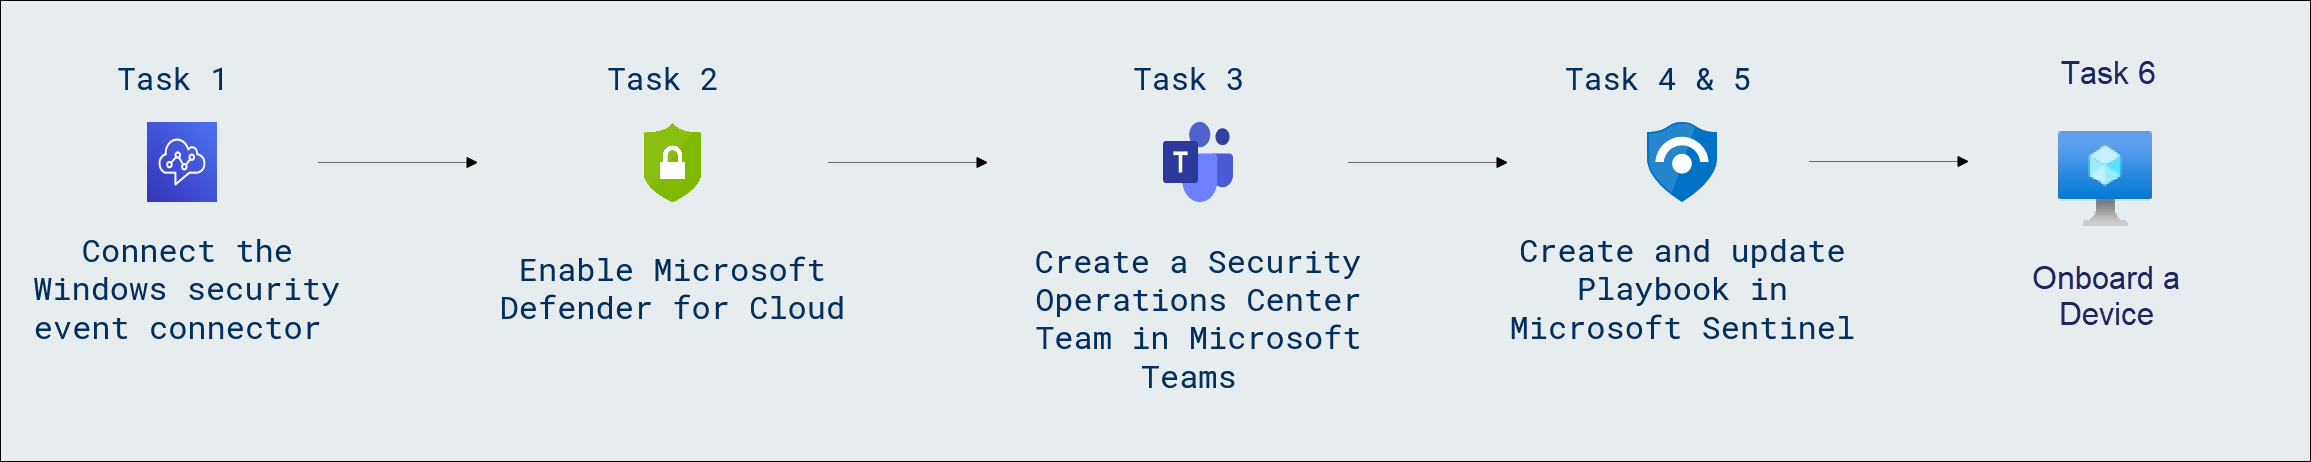 Task 1
Connect the
Windows security
event connector
Task 2
Enable Microsoft
Defender for Cloud
Task 3
T
Create a Security
Operations Center
Team in Microsoft
Teams
Task 4 & 5
Create and update
Playbook in
Microsoft Sentinel
Task 6
Onboard a
Device